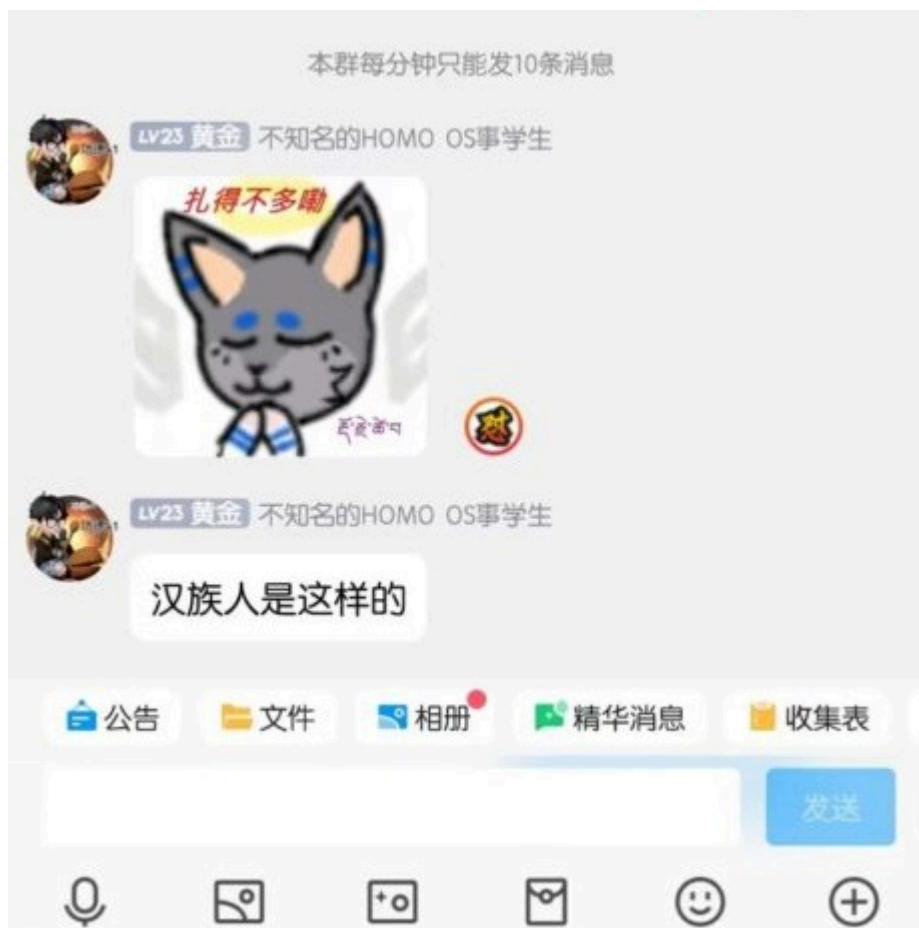 本群每分钟只能发10条消息
LV23 黄金 不知名的HOMO OS事学生
扎得不多嘞
怼
LV23 黄金 不知名的HOMO OS事学生
汉族人是这样的
公告
文件
相册
精华消息
收集表
发送